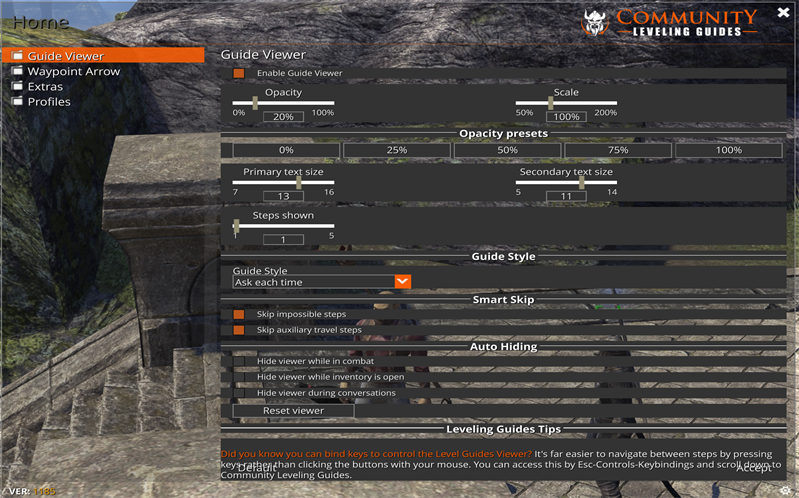 Home
COMMUNITY
LEVELING GUIDES
Guide Viewer
Waypoint Arrow
Extras
Profiles
Guide Viewer
Enable Guide Viewer
Opacity
0% 100%
20%
Scale
50% 200%
100%
Opacity presets
0% 25% 50% 75% 100%
Primary text size
7 16
13
Secondary text size
5 14
11
Steps shown
1 5
1
Guide Style
Guide Style
Ask each time
Smart Skip
Skip impossible steps
Skip auxiliary travel steps
Auto Hiding
Hide viewer while in combat
Hide viewer while inventory is open
Hide viewer during conversations
Reset viewer
Leveling Guides Tips
Did you know you can bind keys to control the Level Guides Viewer? It's far easier to navigate between steps by pressing
keys rather than clicking the buttons with your mouse. You can access this by Esc-Controls-Keybindings and scroll down to
Community Leveling Guides.
Default
Accept
VER: 1185